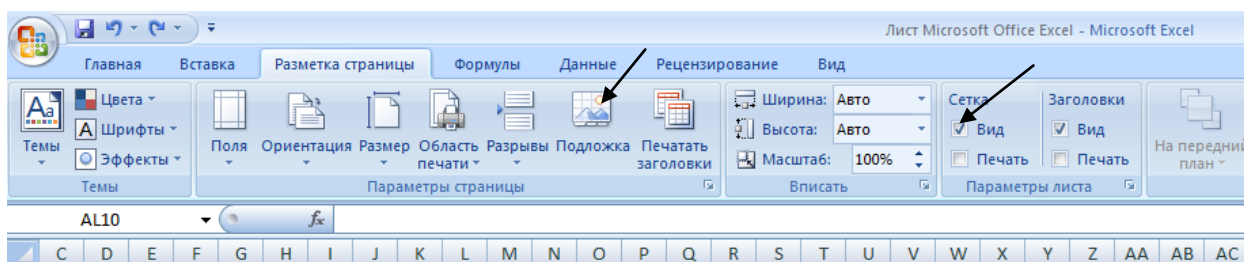 Лист Microsoft Office Excel - Microsoft Excel
Главная Вставка Разметка страницы Формулы Данные Рецензирование Вид
Aa Цвета Ширина: Авто Сетка Заголовки
A Шрифты Высота: Авто Вид Вид
Темы Поля Ориентация Размер Область печати Разрывы Подложка Печатать заголовки На передний план
Эффекты Масштаб: 100% Печать Печать
Темы Параметры страницы Вписать Параметры листа
AL10 fx
C D E F G H I J K L M N O P Q R S T U V W X Y Z AA AB AC